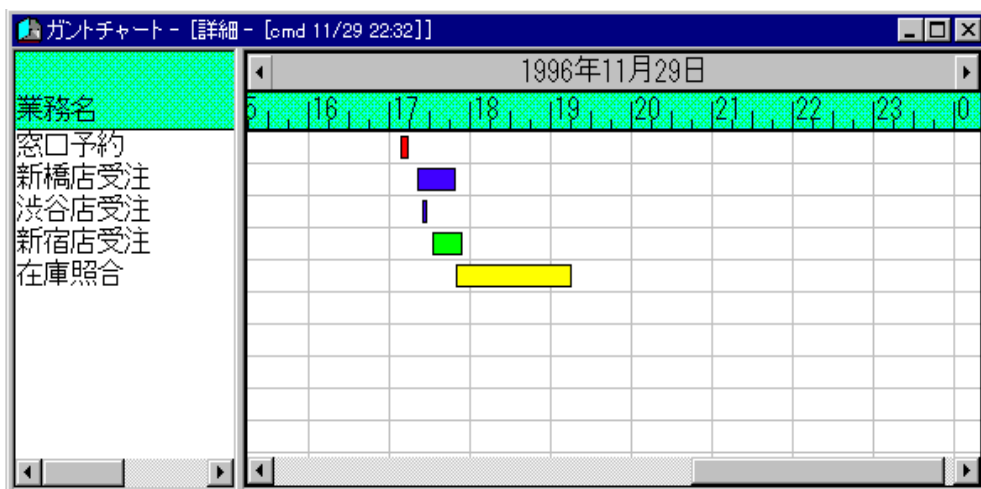 ガントチャート - [詳細 - [cmd 11/29 22:32]]
1996年11月29日
業務名
5 16 17 18 19 20 21 22 23 0
窓口予約
新橋店受注
渋谷店受注
新宿店受注
在庫照合